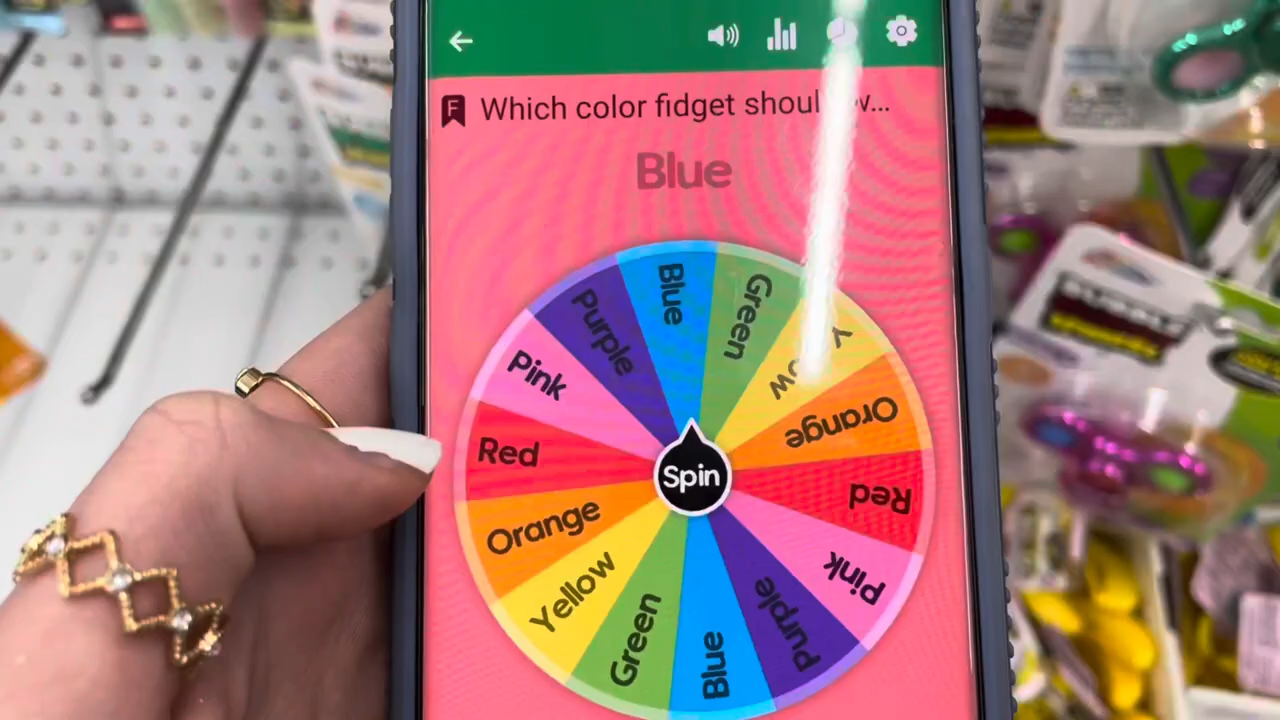 F
Which color fidget shoul w...
Blue
Blue
Green
Orange
Red
Pink
Purple
Blue
Green
Yellow
Orange
Red
Pink
Purple
Spin